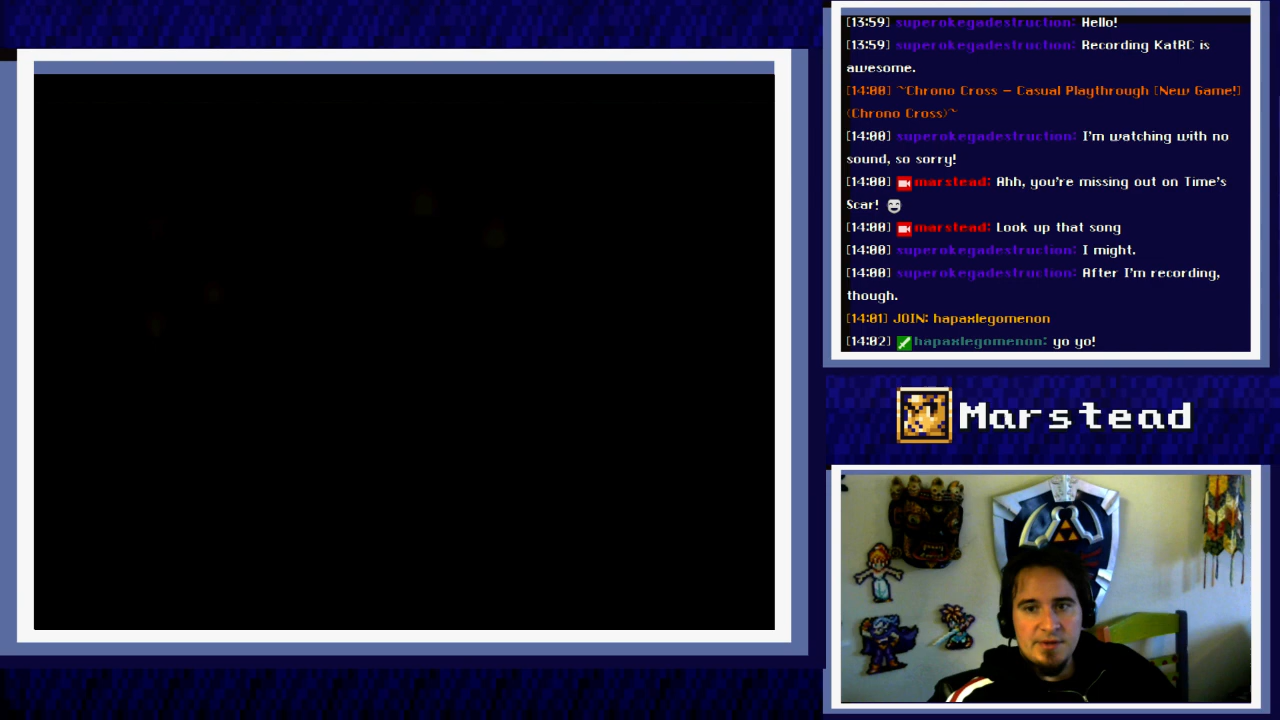 [13:59] superokegadestruction: Hello!
[13:59] superokegadestruction: Recording KatRC is
awesome.
[14:00] ~Chrono Cross - Casual Playthrough [New Game!]
(Chrono Cross)~
[14:00] superokegadestruction: I'm watching with no
sound, so sorry!
[14:00] marstead: Ahh, you're missing out on Time's
Scar!
[14:00] marstead: Look up that song
[14:00] superokegadestruction: I might.
[14:00] superokegadestruction: After I'm recording,
though.
[14:01] JOIN: hapaxlegomenon
[14:02] hapaxlegomenon: yo yo!
Marstead